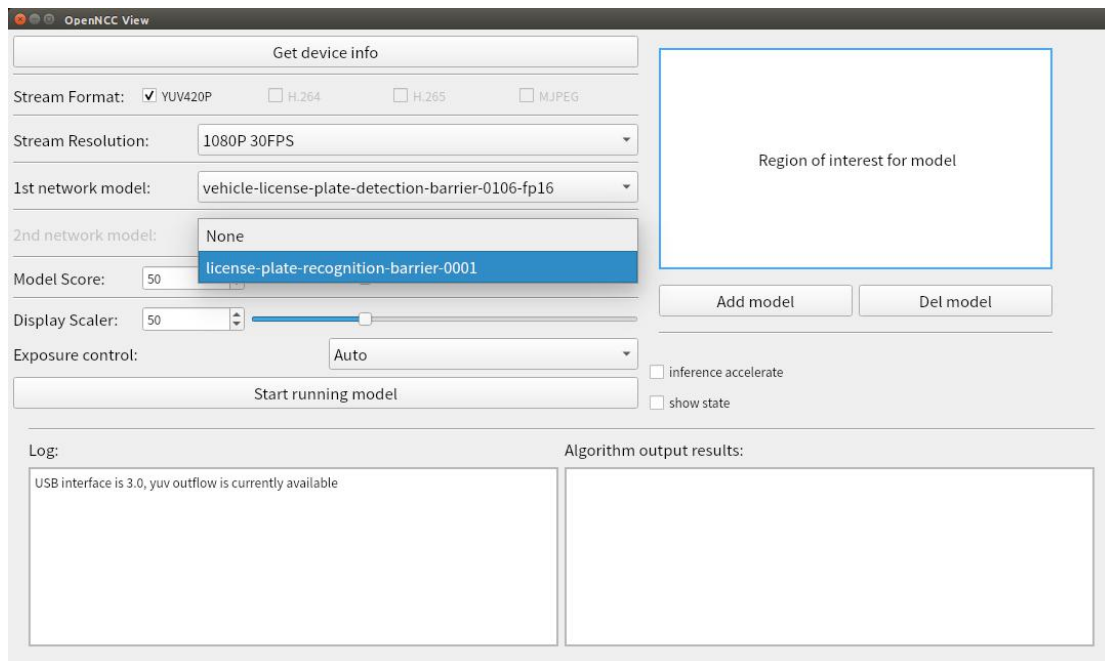 OpenNCC View
Get device info
Stream Format: YUV420P H.264 H.265 MJPEG
Stream Resolution: 1080P 30FPS
1st network model: vehicle-license-plate-detection-barrier-0106-fp16
2nd network model:
None
license-plate-recognition-barrier-0001
Model Score: 50
Display Scaler: 50
Exposure control: Auto
Start running model
Region of interest for model
Add model Del model
inference accelerate
show state
Log:
USB interface is 3.0, yuv outflow is currently available
Algorithm output results: